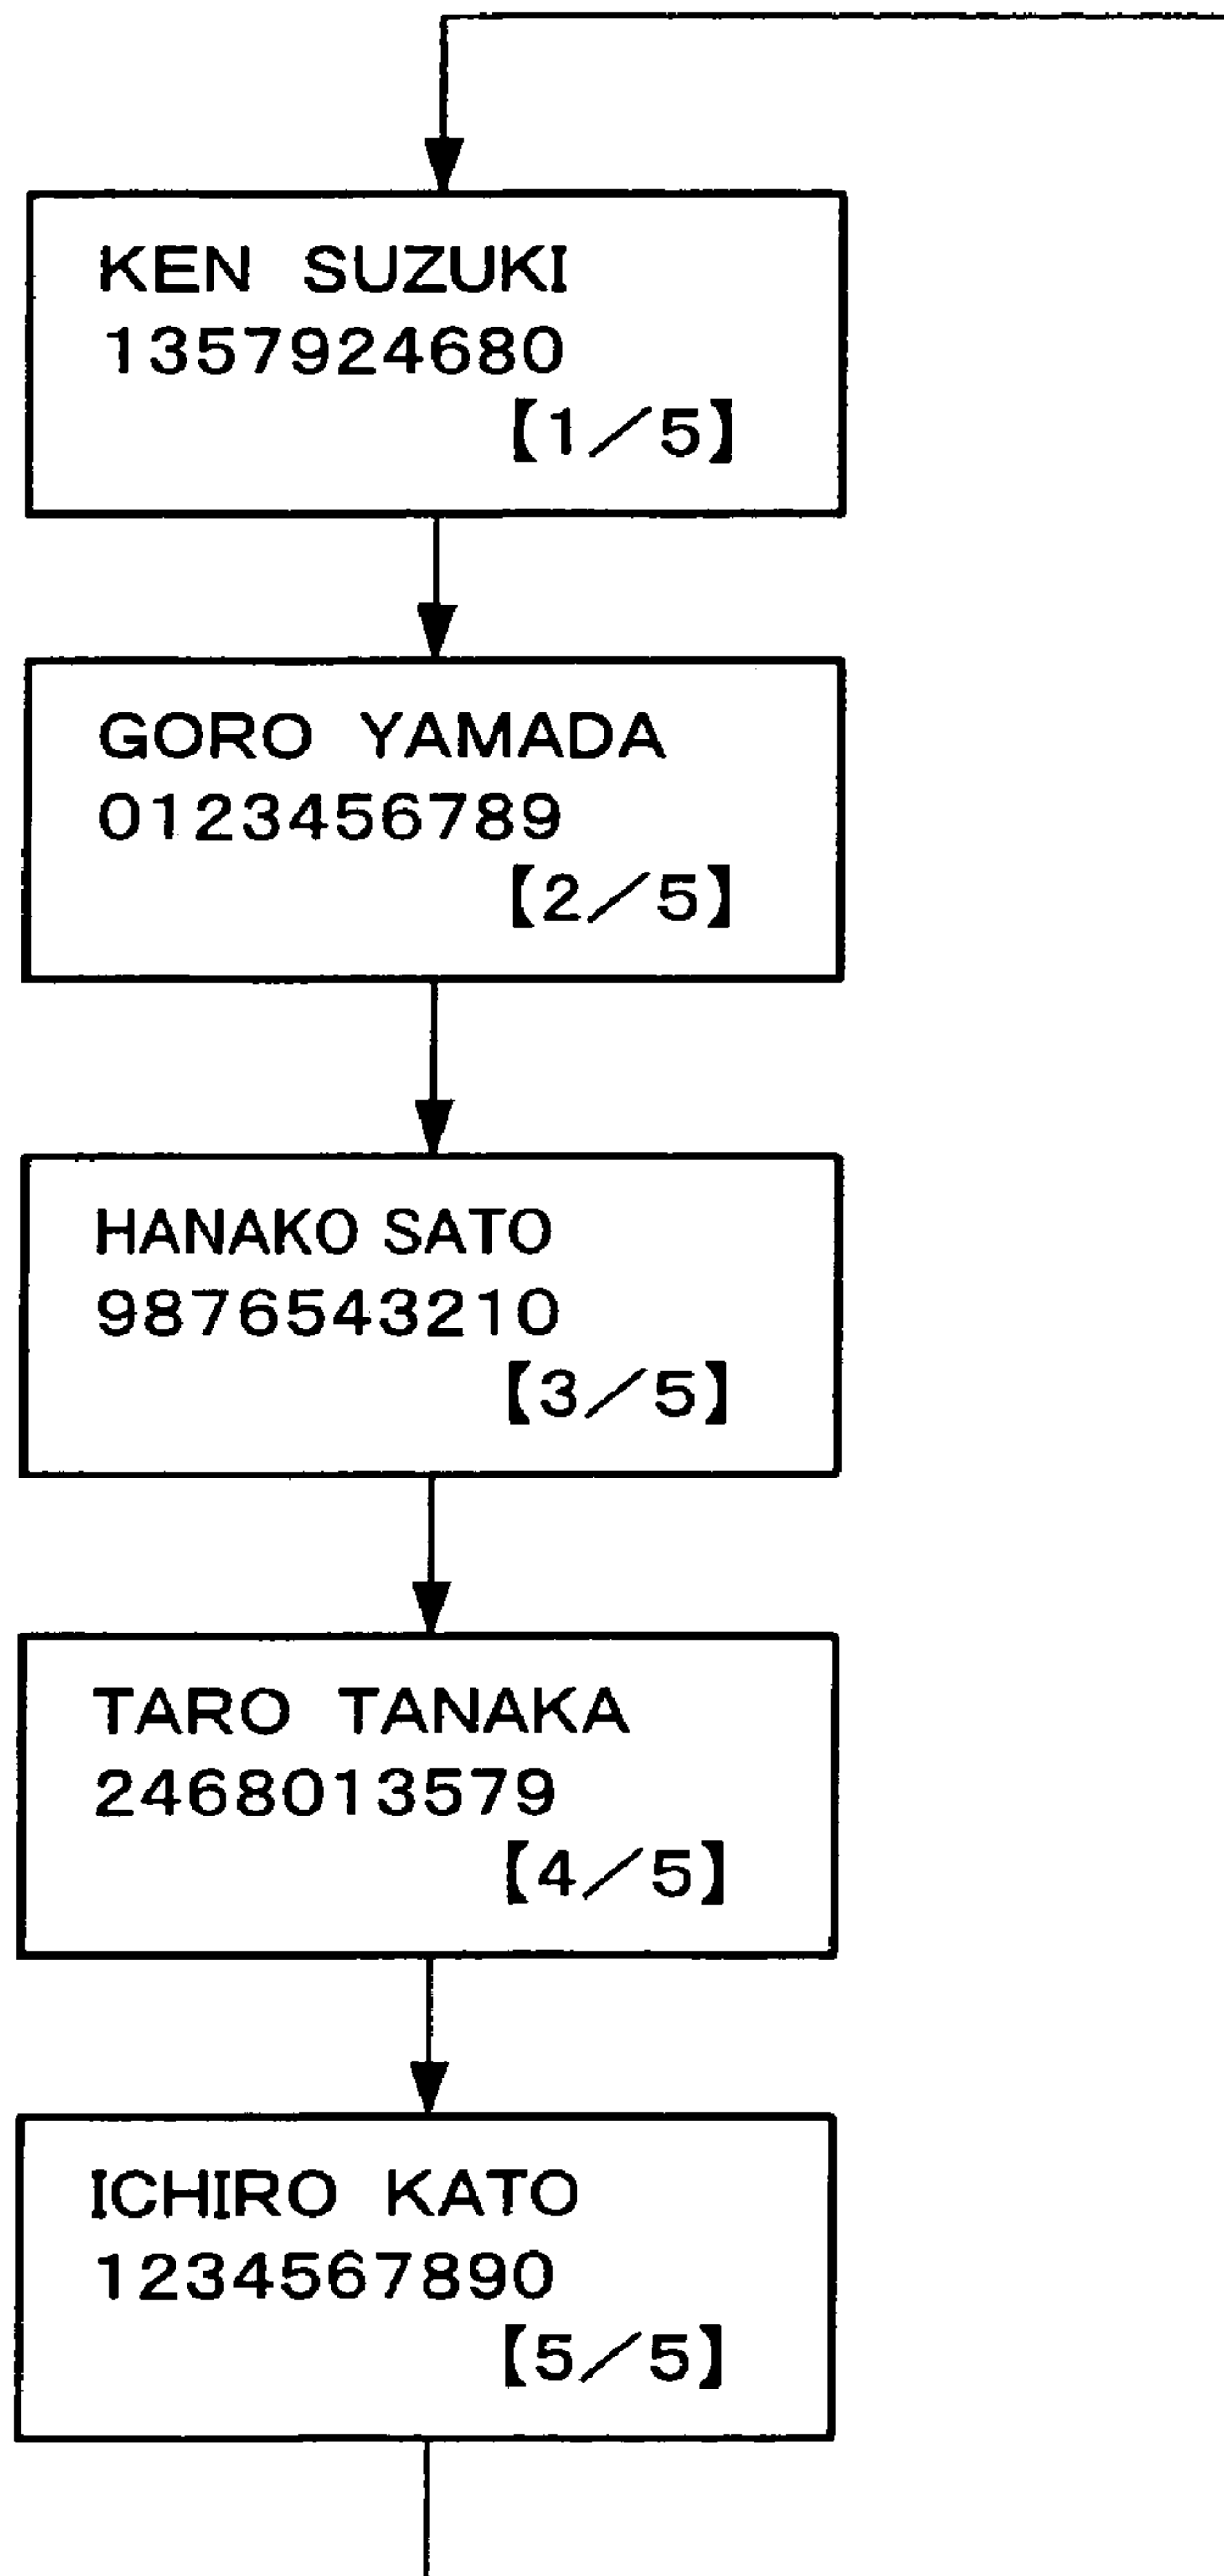 KEN SUZUKI
1357924680
【1／5】
GORO YAMADA
0123456789
【2／5】
HANAKO SATO
9876543210
【3／5】
TARO TANAKA
2468013579
【4／5】
ICHIRO KATO
1234567890
【5／5】